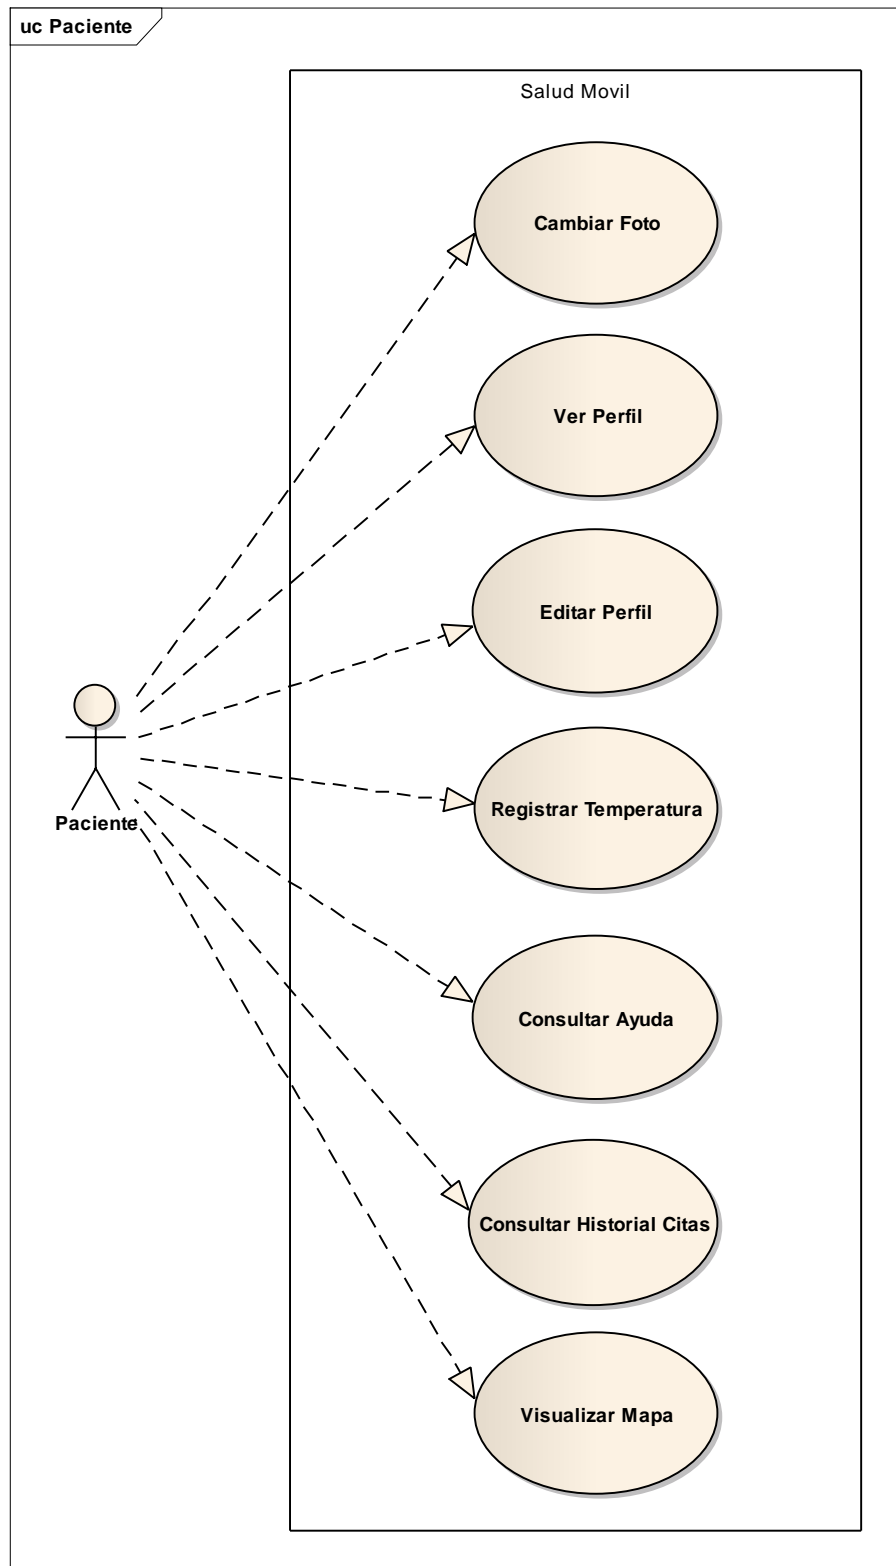 uc Paciente
Salud Movil
Cambiar Foto
Ver Perfil
Editar Perfil
Registrar Temperatura
Paciente
Consultar Ayuda
Consultar Historial Citas
Visualizar Mapa